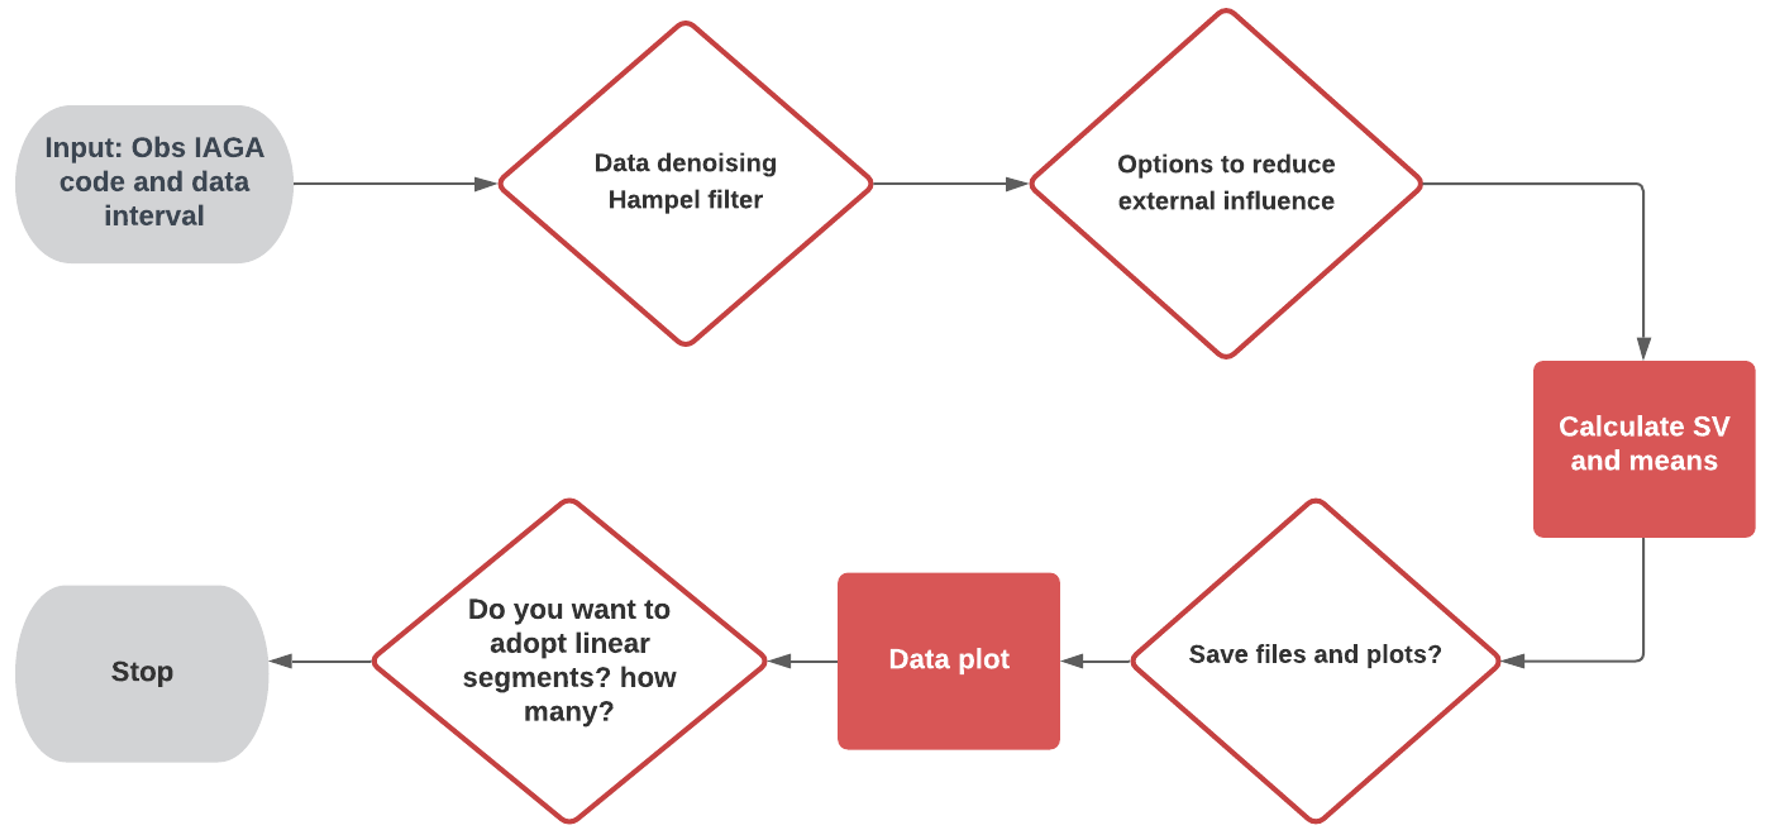 Input: Obs IAGA
code and data
interval
Data denoising
Hampel filter
Options to reduce
external influence
Calculate SV
and means
Save files and plots?
Data plot
Do you want to
adopt linear
segments? how
many?
Stop